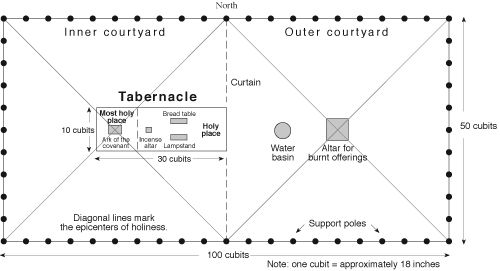 North
Inner courtyard
Outer courtyard
Curtain
Tabernacle
Most holy
place
Bread table
10 cubits
Holy
place
50 cubits
Ark of the
covenant
Incense
altar
Lampstand
Water
basin
Altar for
burnt offerings
30 cubits
Diagonal lines mark
the epicenters of holiness.
Support poles
100 cubits
Note: one cubit = approximately 18 inches